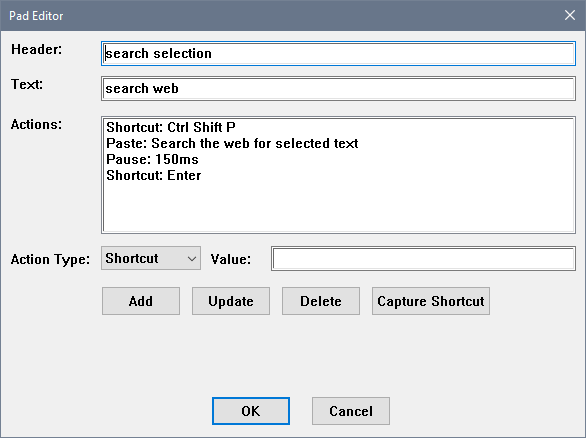 Pad Editor
Header: search selection
Text: search web
Actions: Shortcut: Ctrl Shift P
Paste: Search the web for selected text
Pause: 150ms
Shortcut: Enter
Action Type: Shortcut Value:
Add Update Delete Capture Shortcut
OK Cancel